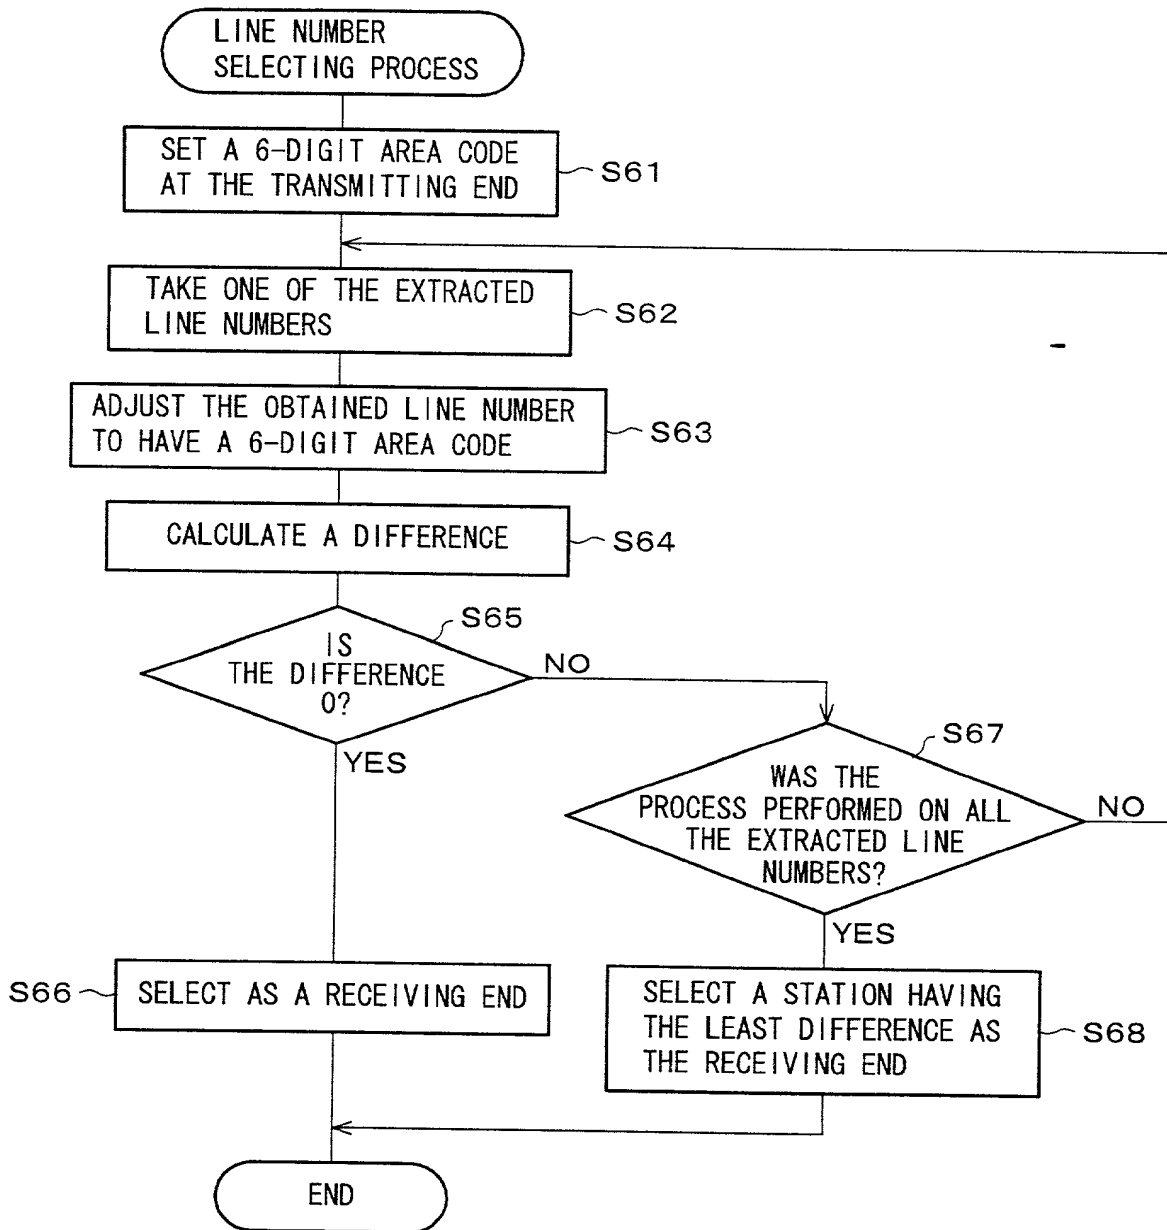 LINE NUMBER
SELECTING PROCESS
SET A 6-DIGIT AREA CODE
AT THE TRANSMITTING END
S61
TAKE ONE OF THE EXTRACTED
LINE NUMBERS
S62
ADJUST THE OBTAINED LINE NUMBER
TO HAVE A 6-DIGIT AREA CODE
S63
CALCULATE A DIFFERENCE
S64
S65
IS
THE DIFFERENCE
0?
NO
YES
S67
WAS THE
PROCESS PERFORMED ON ALL
THE EXTRACTED LINE
NUMBERS?
NO
YES
S66
SELECT AS A RECEIVING END
SELECT A STATION HAVING
THE LEAST DIFFERENCE AS
THE RECEIVING END
S68
END